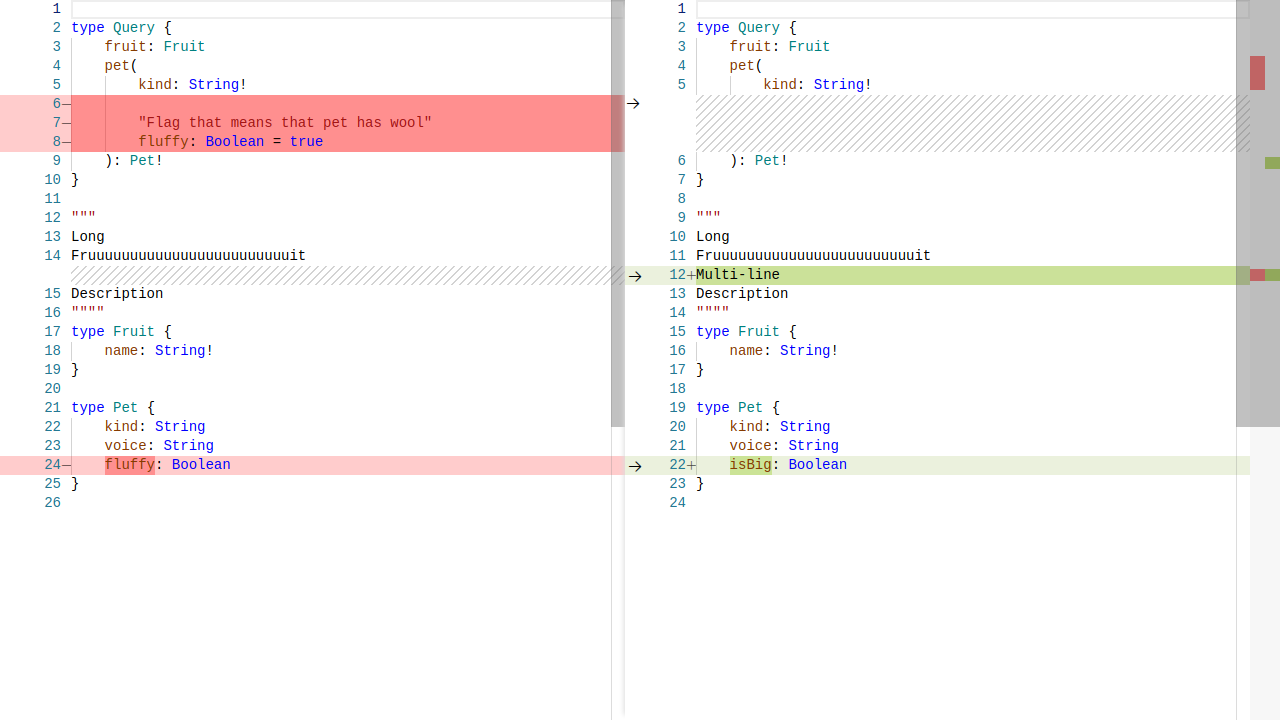 1
2 type Query {
3     fruit: Fruit
4     pet(
5         kind: String!
6—
7—        "Flag that means that pet has wool"
8—        fluffy: Boolean = true
9     ): Pet!
10 }
11
12 """
13 Long
14 Fruuuuuuuuuuuuuuuuuuuuuuuuit
15 Description
16 """"
17 type Fruit {
18     name: String!
19 }
20
21 type Pet {
22     kind: String
23     voice: String
24—    fluffy: Boolean
25 }
26
1
2 type Query {
3     fruit: Fruit
4     pet(
5         kind: String!
6     ): Pet!
7 }
8
9 """
10 Long
11 Fruuuuuuuuuuuuuuuuuuuuuuuuit
12+Multi-line
13 Description
14 """"
15 type Fruit {
16     name: String!
17 }
18
19 type Pet {
20     kind: String
21     voice: String
22+    isBig: Boolean
23 }
24